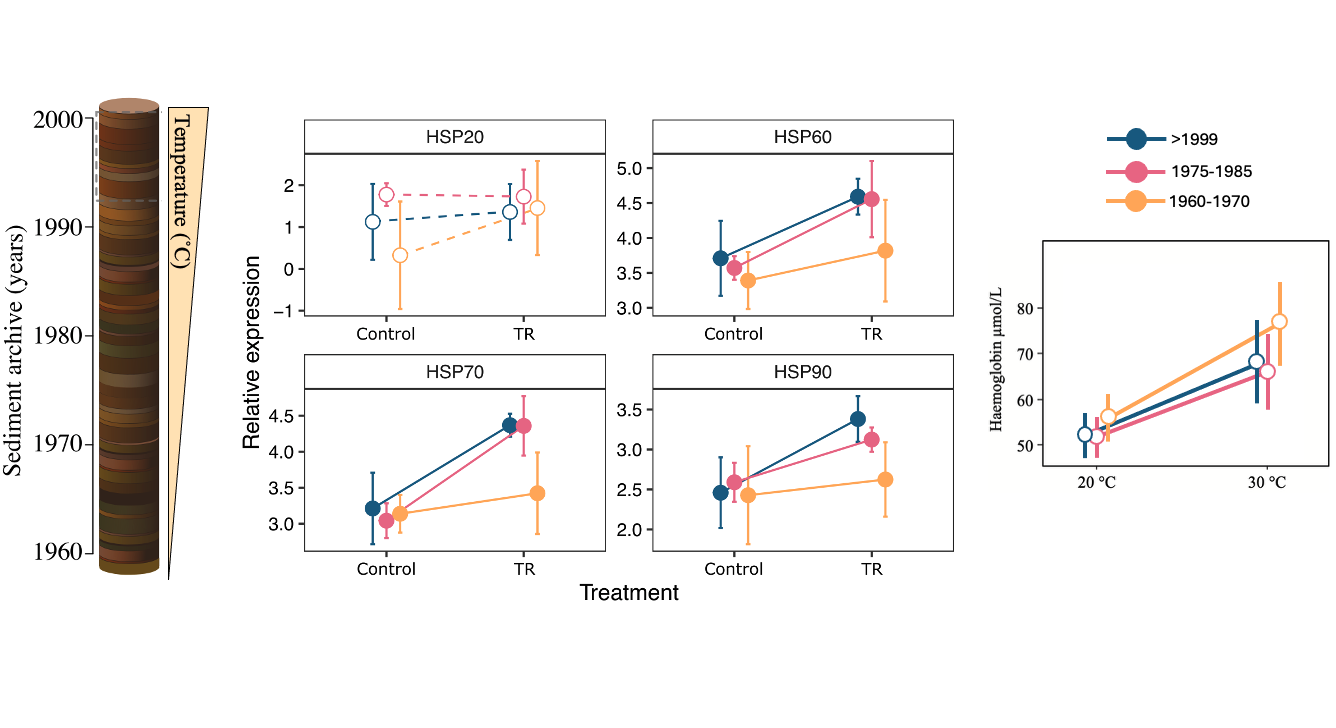 Sediment archive (years)
2000
1990
1980
1970
1960
Temperature (°C)
Relative expression
HSP20
2
1
0
−1
Control
TR
HSP60
5.0
4.5
4.0
3.5
3.0
Control
TR
HSP70
4.5
4.0
3.5
3.0
Control
TR
HSP90
3.5
3.0
2.5
2.0
Control
TR
Treatment
>1999
1975-1985
1960-1970
Haemoglobin µmol/L
80
70
60
50
20 °C
30 °C